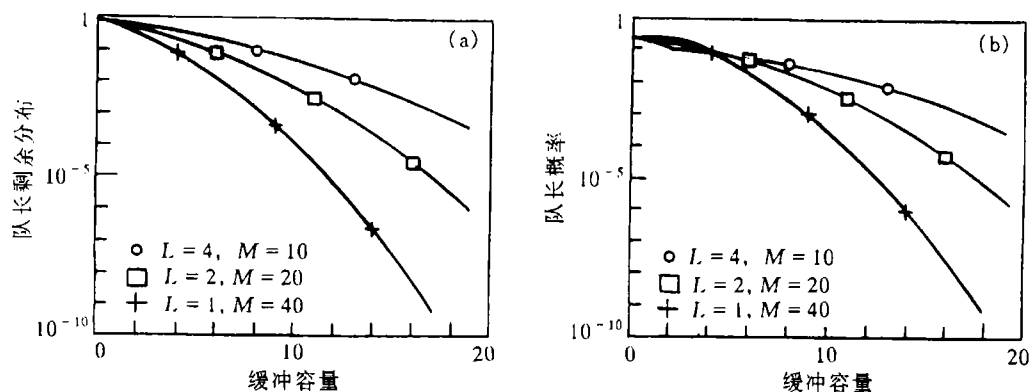 1
(a)
队长剩余分布
10^-5
L = 4, M = 10
L = 2, M = 20
L = 1, M = 40
10^-10
0
10
20
缓冲容量
1
(b)
队长概率
10^-5
L = 4, M = 10
L = 2, M = 20
L = 1, M = 40
10^-10
0
10
20
缓冲容量